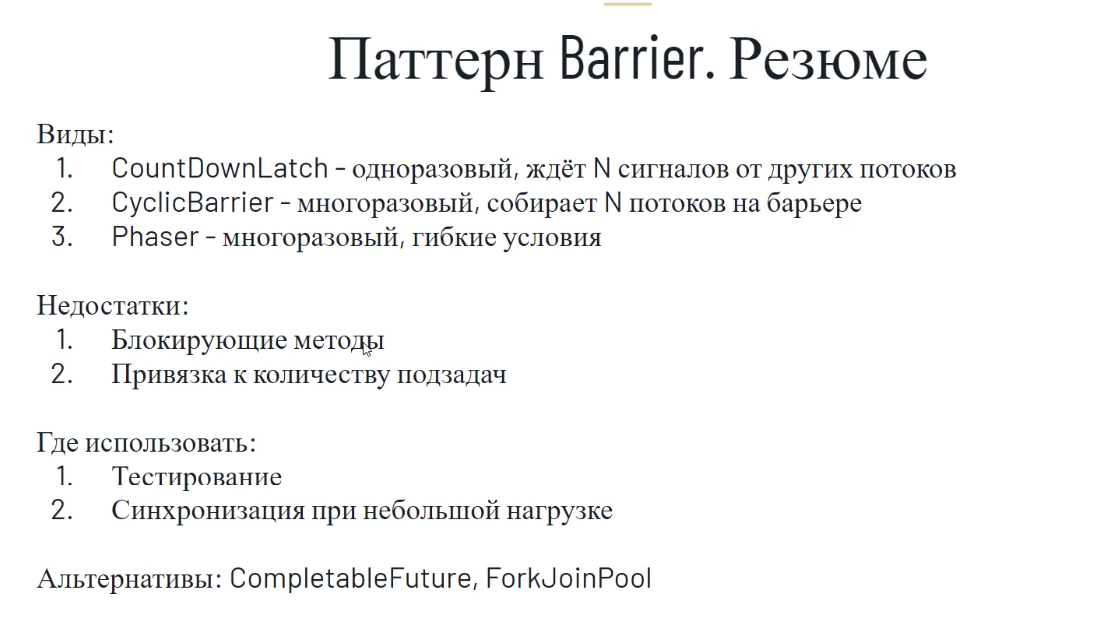 Паттерн Barrier. Резюме
Виды:
1. CountDownLatch - одноразовый, ждёт N сигналов от других потоков
2. CyclicBarrier - многоразовый, собирает N потоков на барьере
3. Phaser - многоразовый, гибкие условия
Недостатки:
1. Блокирующие методы
2. Привязка к количеству подзадач
Где использовать:
1. Тестирование
2. Синхронизация при небольшой нагрузке
Альтернативы: CompletableFuture, ForkJoinPool